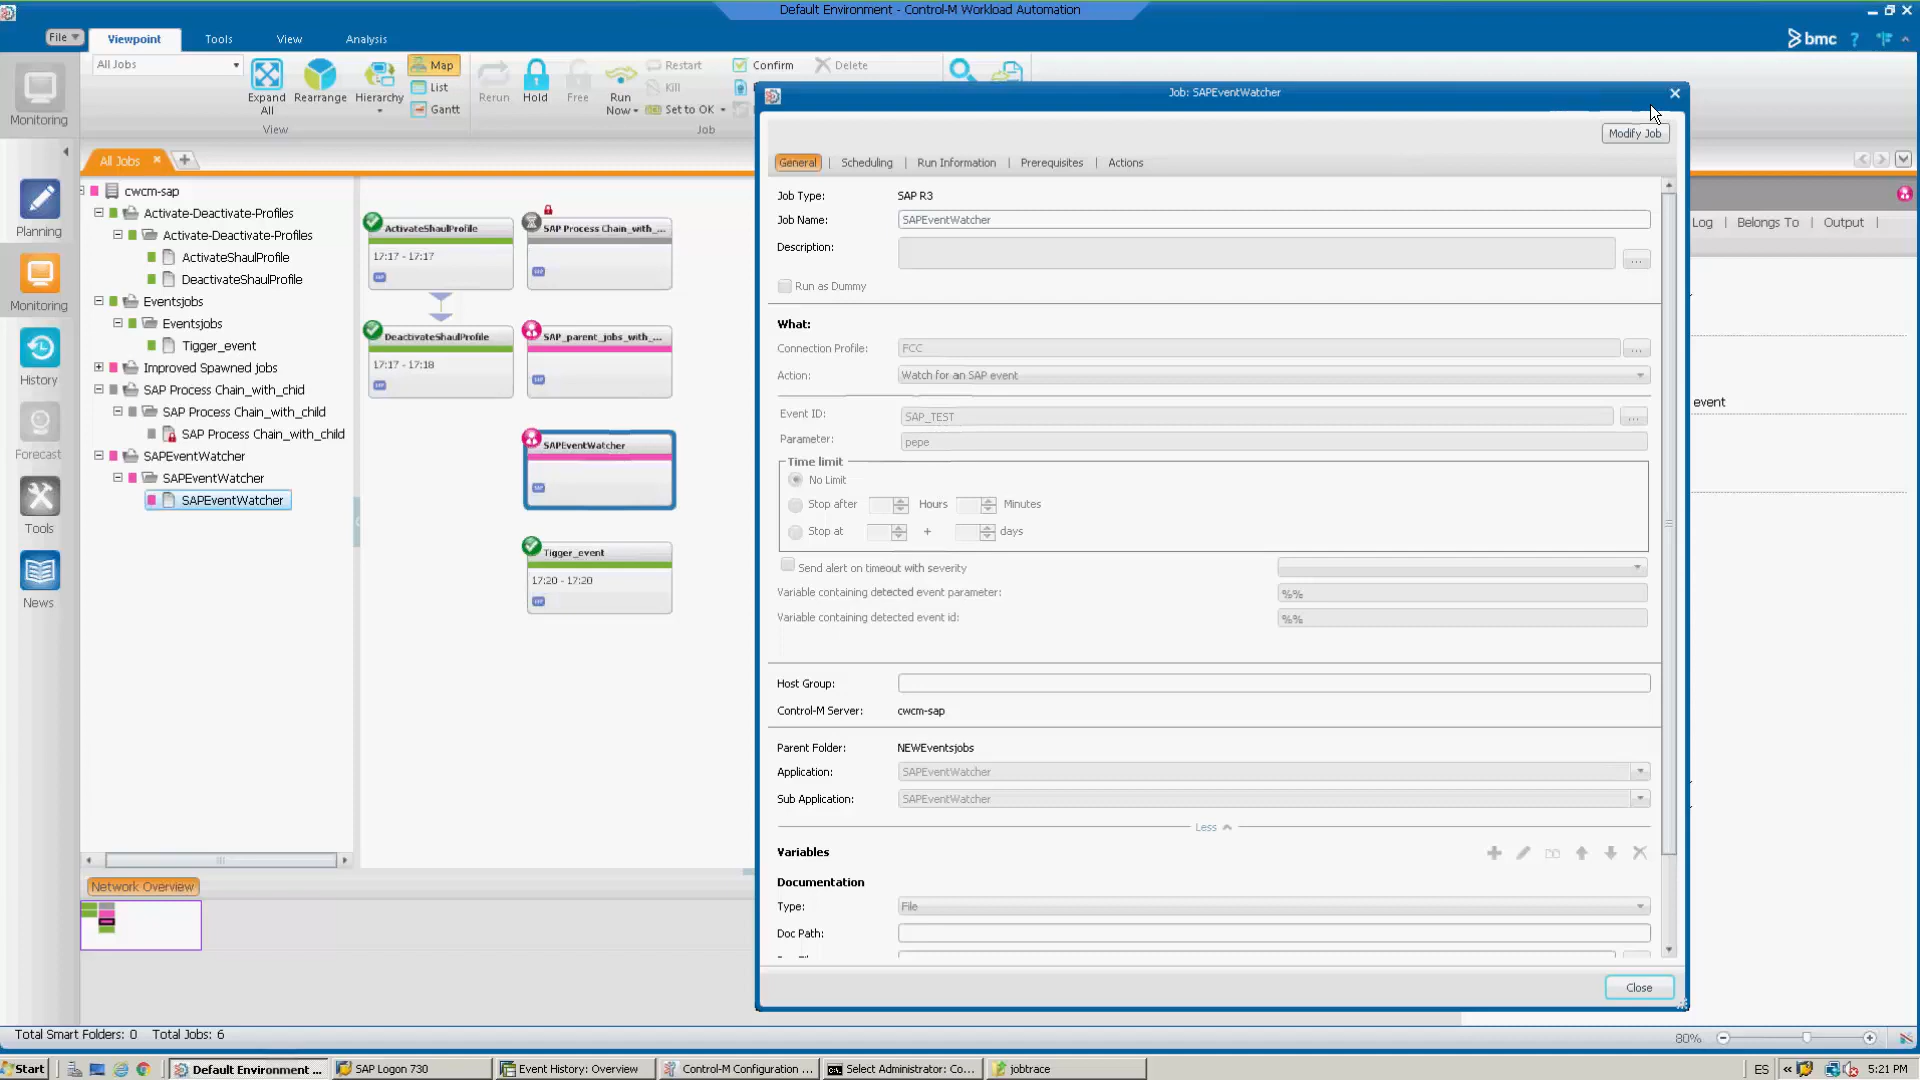 Default Environment - Control-M Workload Automation
File
Viewpoint
Tools
View
Analysis
bmc
?
All Jobs
Expand All
Rearrange
Hierarchy
Map
List
Gantt
View
Rerun
Hold
Free
Run Now
Restart
Kill
Set to OK
Confirm
Delete
Job
Monitoring
Planning
Monitoring
History
Forecast
Tools
News
All Jobs
cwcm-sap
Activate-Deactivate-Profiles
Activate-Deactivate-Profiles
ActivateShaulProfile
DeactivateShaulProfile
Eventsjobs
Eventsjobs
Tigger_event
Improved Spawned jobs
SAP Process Chain_with_chid
SAP Process Chain_with_child
SAP Process Chain_with_child
SAPEventWatcher
SAPEventWatcher
SAPEventWatcher
ActivateShaulProfile
17:17 - 17:17
SAP Process Chain_with_...
DeactivateShaulProfile
17:17 - 17:18
SAP_parent_jobs_with_...
SAPEventWatcher
Tigger_event
17:20 - 17:20
Job: SAPEventWatcher
Modify Job
General | Scheduling | Run Information | Prerequisites | Actions
Job Type: SAP R3
Job Name: SAPEventWatcher
Description:
...
Run as Dummy
What:
Connection Profile: FCC ...
Action: Watch for an SAP event
Event ID: SAP_TEST ...
Parameter: pepe
Time limit
No Limit
Stop after Hours Minutes
Stop at + days
Send alert on timeout with severity
Variable containing detected event parameter: %%
Variable containing detected event id: %%
Host Group:
Control-M Server: cwcm-sap
Parent Folder: NEWEventsjobs
Application: SAPEventWatcher
Sub Application: SAPEventWatcher
Less
Variables
Documentation
Type: File
Doc Path:
Close
Log | Belongs To | Output |
event
Network Overview
Total Smart Folders: 0 Total Jobs: 6
80%
Start
Default Environment ...
SAP Logon 730
Event History: Overview
Control-M Configuration ...
Select Administrator: Co...
jobtrace
ES
5:21 PM